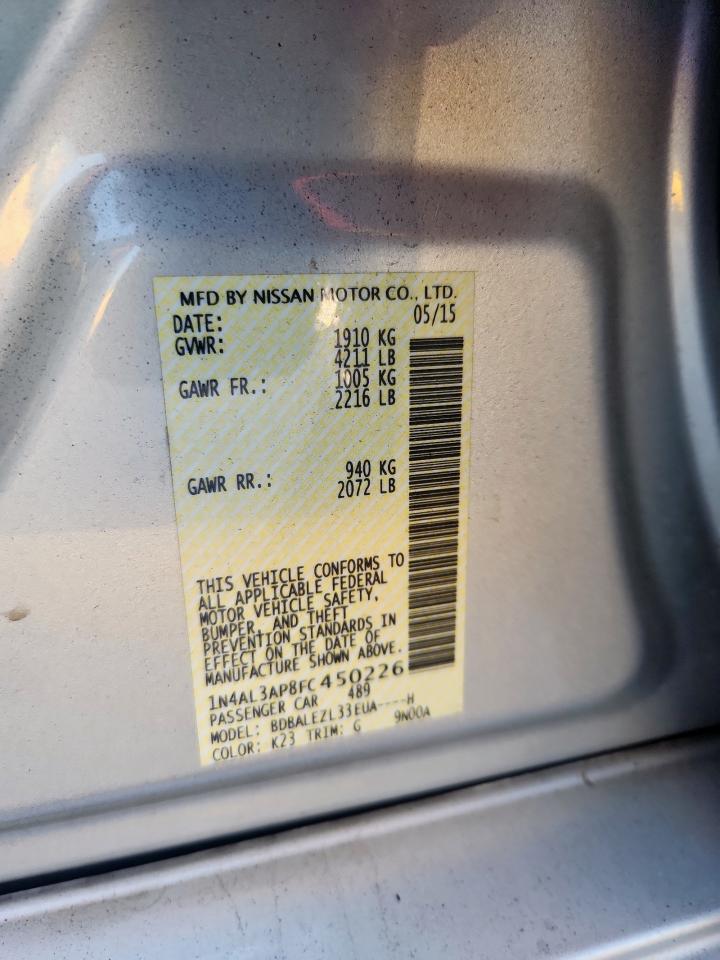 MFD BY NISSAN MOTOR CO., LTD.
DATE: 05/15
GVWR: 1910 KG
4211 LB
GAWR FR.: 1005 KG
2216 LB
GAWR RR.: 940 KG
2072 LB
THIS VEHICLE CONFORMS TO
ALL APPLICABLE FEDERAL
MOTOR VEHICLE SAFETY,
BUMPER, AND THEFT
PREVENTION STANDARDS IN
EFFECT ON THE DATE OF
MANUFACTURE SHOWN ABOVE.
1N4AL3AP8FC450226
PASSENGER CAR 489
MODEL: BDBALEZL33EUA----H
COLOR: K23 TRIM: G 9N00A